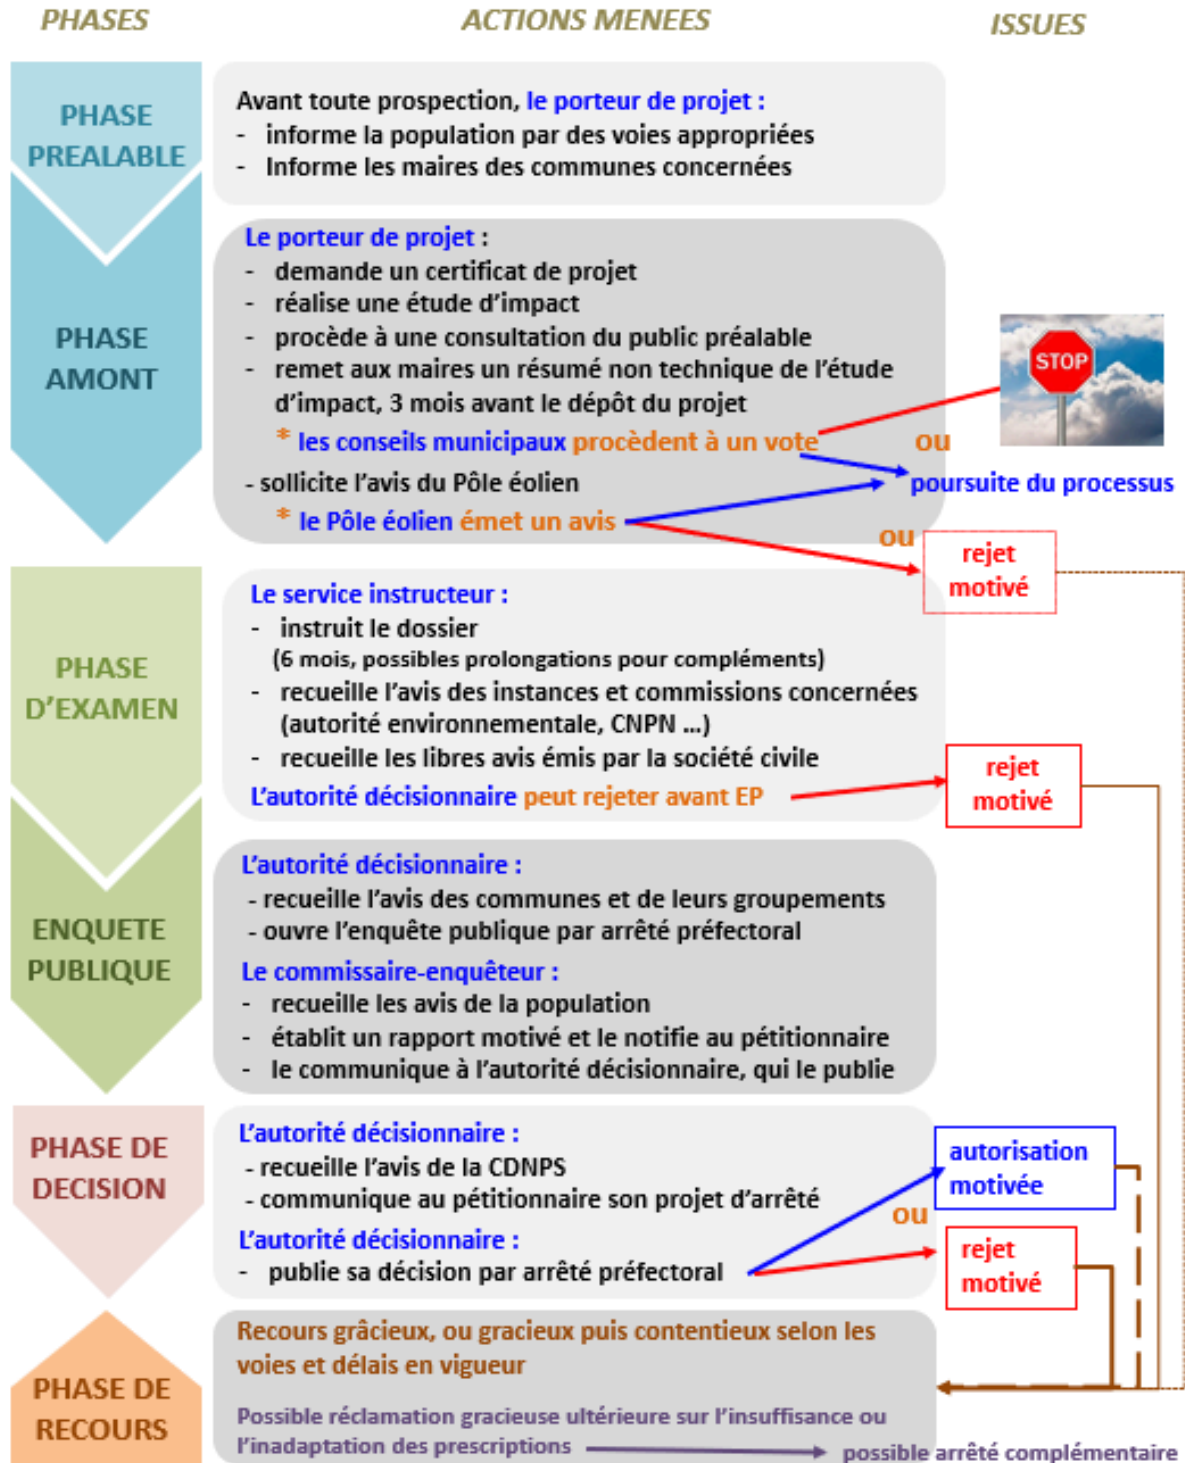 PHASES
ACTIONS MENEES
ISSUES
PHASE
PREALABLE
Avant toute prospection, le porteur de projet :
- informe la population par des voies appropriées
- Informe les maires des communes concernées
PHASE
AMONT
Le porteur de projet :
- demande un certificat de projet
- réalise une étude d'impact
- procède à une consultation du public préalable
- remet aux maires un résumé non technique de l'étude
d'impact, 3 mois avant le dépôt du projet
* les conseils municipaux procèdent à un vote
- sollicite l'avis du Pôle éolien
* le Pôle éolien émet un avis
STOP
ou
poursuite du processus
ou
rejet
motivé
PHASE
D'EXAMEN
Le service instructeur :
- instruit le dossier
(6 mois, possibles prolongations pour compléments)
- recueille l'avis des instances et commissions concernées
(autorité environnementale, CNPN ...)
- recueille les libres avis émis par la société civile
L'autorité décisionnaire peut rejeter avant EP
rejet
motivé
ENQUETE
PUBLIQUE
L'autorité décisionnaire :
- recueille l'avis des communes et de leurs groupements
- ouvre l'enquête publique par arrêté préfectoral
Le commissaire-enquêteur :
- recueille les avis de la population
- établit un rapport motivé et le notifie au pétitionnaire
- le communique à l'autorité décisionnaire, qui le publie
PHASE DE
DECISION
L'autorité décisionnaire :
- recueille l'avis de la CDNPS
- communique au pétitionnaire son projet d'arrêté
L'autorité décisionnaire :
- publie sa décision par arrêté préfectoral
autorisation
motivée
ou
rejet
motivé
PHASE DE
RECOURS
Recours grâcieux, ou gracieux puis contentieux selon les
voies et délais en vigueur
Possible réclamation gracieuse ultérieure sur l'insuffisance ou
l'inadaptation des prescriptions
possible arrêté complémentaire